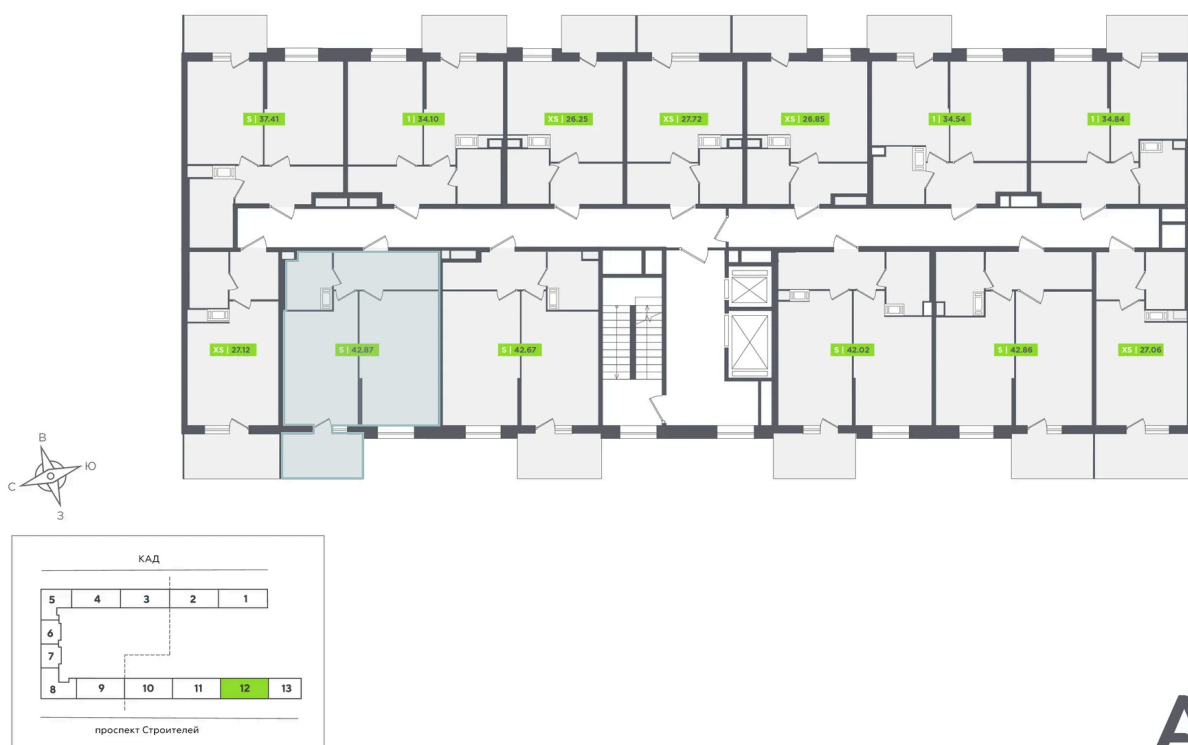 S | 37.41
1 | 34.10
XS | 26.25
XS | 27.72
XS | 26.85
1 | 34.54
1 | 34.84
XS | 27.12
S | 42.87
S | 42.67
S | 42.02
S | 42.86
XS | 27.06
В
Ю
С
З
КАД
5 4 3 2 1
6
7
8 9 10 11 12 13
проспект Строителей